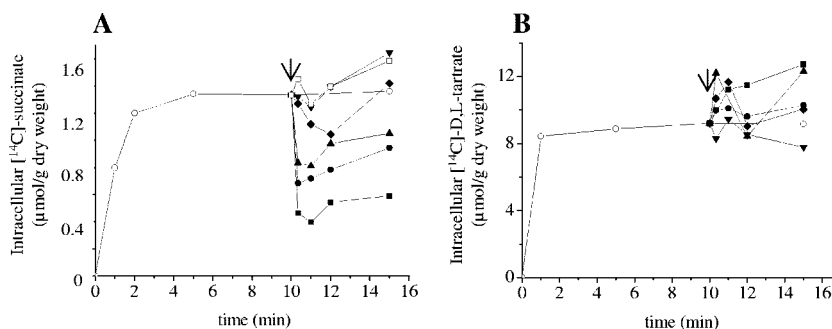 A
Intracellular [14C]-succinate
(µmol/g dry weight)
1.6
1.2
0.8
0.4
0
0 2 4 6 8 10 12 14 16
time (min)
B
Intracellular [14C]-D,L-tartrate
(µmol/g dry weight)
12
8
4
0
0 2 4 6 8 10 12 14 16
time (min)